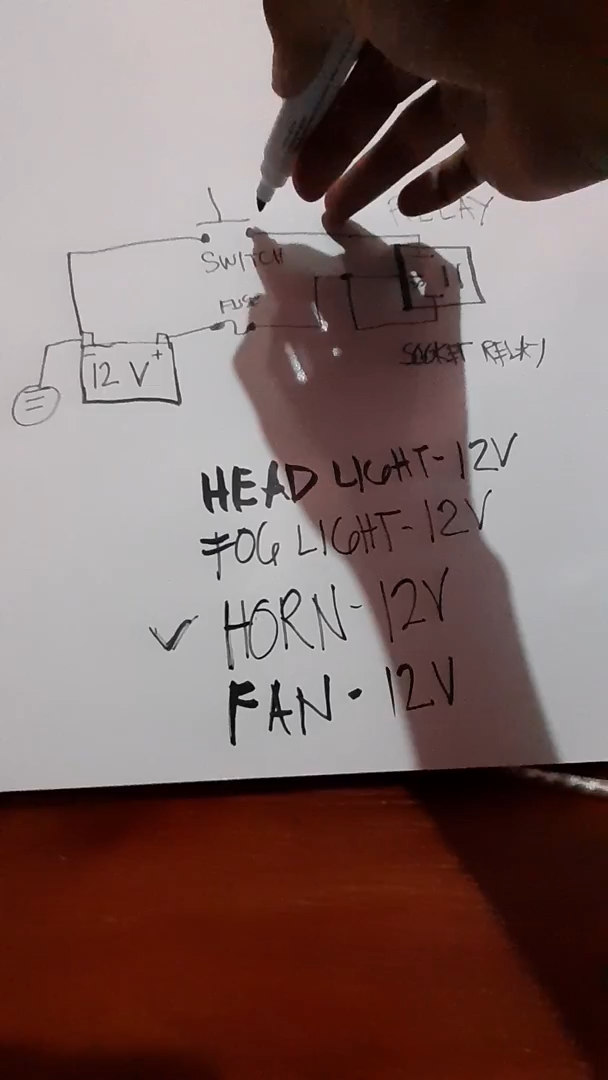 RELAY
SWITCH
FUSE
- +
12 V
SOCKET RELAY
HEAD LIGHT-12V
FOG LIGHT-12V
✓ HORN-12V
FAN-12V